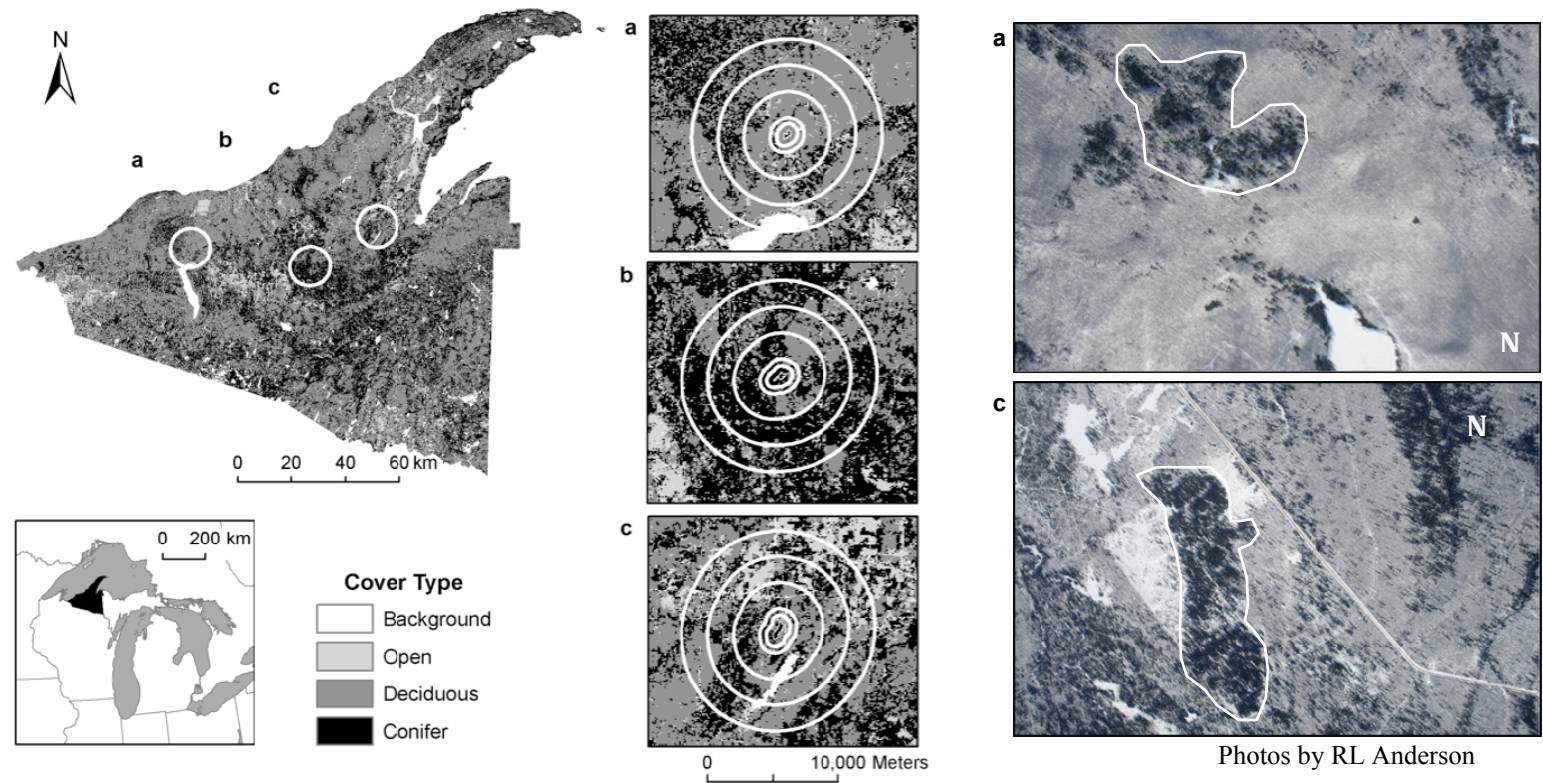 N
c
b
a
0 20 40 60 km
0 200 km
Cover Type
Background
Open
Deciduous
Conifer
a
b
c
0 10,000 Meters
a
N
c
N
Photos by RL Anderson